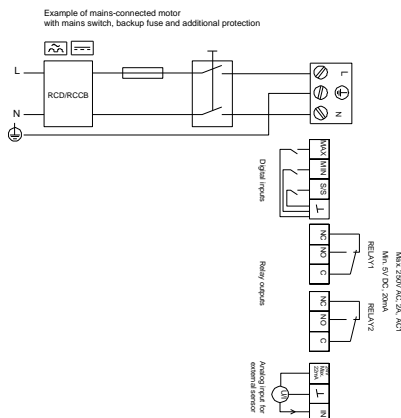 Example of mains-connected motor
with mains switch, backup fuse and additional protection
L
RCD/RCCB
N
L
N
MAX
MIN
S/S
Digital inputs
NC
NO
C
RELAY1
Relay outputs
NC
NO
C
RELAY2
Max. 250V AC, 2A, AC1
Min. 5V DC, 20mA
Max.
22mA
IN
U/I
Analog input for
external sensor